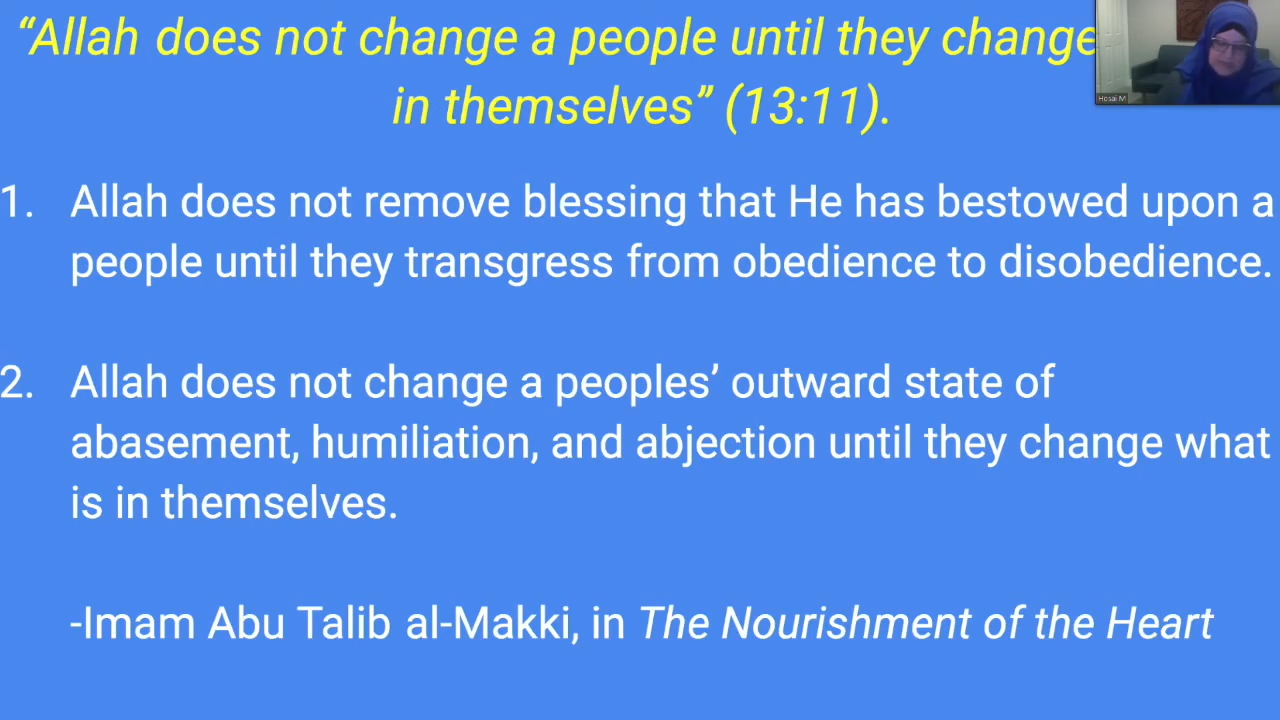 “Allah does not change a people until they change
in themselves” (13:11).
1. Allah does not remove blessing that He has bestowed upon a
people until they transgress from obedience to disobedience.
2. Allah does not change a peoples’ outward state of
abasement, humiliation, and abjection until they change what
is in themselves.
-Imam Abu Talib al-Makki, in The Nourishment of the Heart
Hosai M